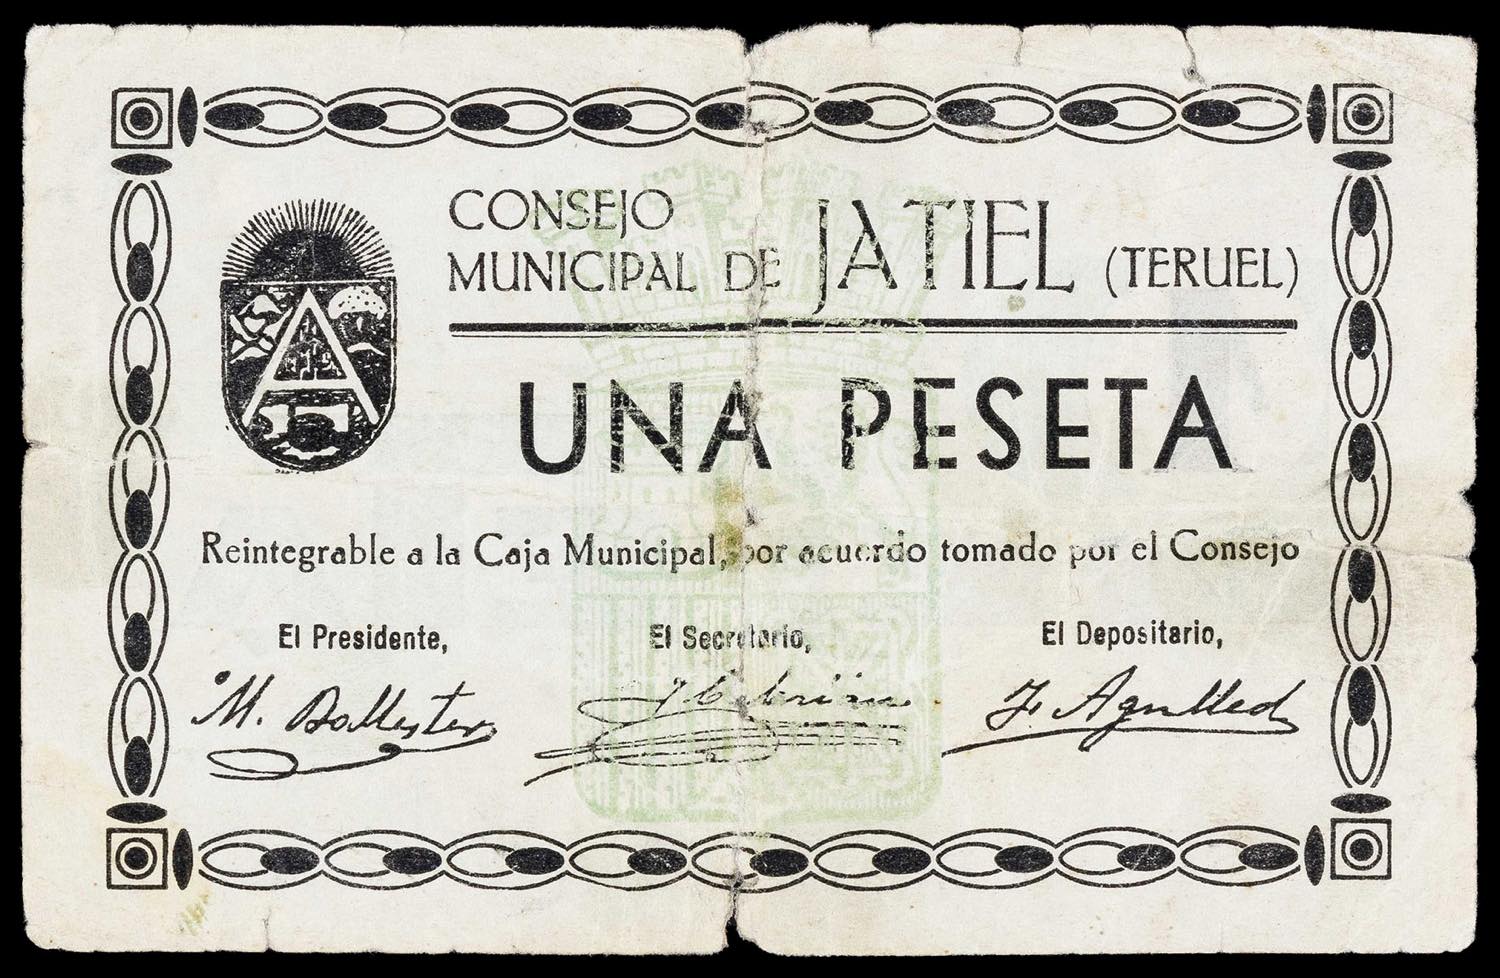 CONSEJO
MUNICIPAL DE JATIEL (TERUEL)
UNA PESETA
Reintegrable a la Caja Municipal, por acuerdo tomado por el Consejo
El Presidente, El Secretario, El Depositario,
M. Ballester J. Agulled